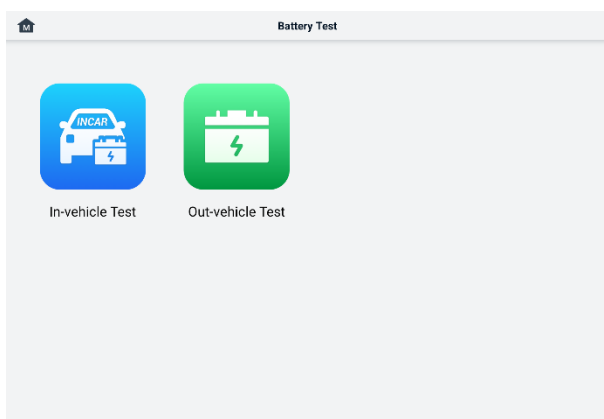 M
Battery Test
INCAR
In-vehicle Test
Out-vehicle Test